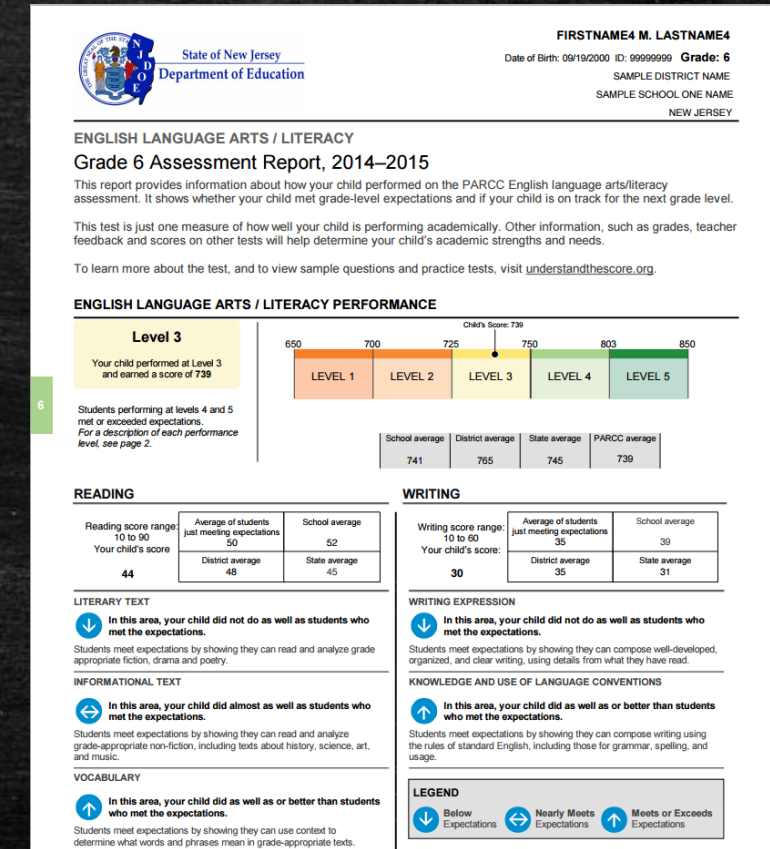 THE GREAT SEAL OF THE STATE
NJDOE
State of New Jersey
Department of Education
FIRSTNAME4 M. LASTNAME4
Date of Birth: 09/19/2000 ID: 99999999 Grade: 6
SAMPLE DISTRICT NAME
SAMPLE SCHOOL ONE NAME
NEW JERSEY
ENGLISH LANGUAGE ARTS / LITERACY
Grade 6 Assessment Report, 2014–2015
This report provides information about how your child performed on the PARCC English language arts/literacy
assessment. It shows whether your child met grade-level expectations and if your child is on track for the next grade level.
This test is just one measure of how well your child is performing academically. Other information, such as grades, teacher
feedback and scores on other tests will help determine your child's academic strengths and needs.
To learn more about the test, and to view sample questions and practice tests, visit understandthescore.org.
ENGLISH LANGUAGE ARTS / LITERACY PERFORMANCE
Level 3
Your child performed at Level 3
and earned a score of 739
6
Students performing at levels 4 and 5
met or exceeded expectations.
For a description of each performance
level, see page 2.
Child's Score: 739
650 700 725 750 803 850
LEVEL 1 LEVEL 2 LEVEL 3 LEVEL 4 LEVEL 5
School average District average State average PARCC average
741 765 745 739
READING
Reading score range:
10 to 90
Your child's score
44
Average of students
just meeting expectations
50
School average
52
District average
48
State average
45
LITERARY TEXT
In this area, your child did not do as well as students who
met the expectations.
Students meet expectations by showing they can read and analyze grade
appropriate fiction, drama and poetry.
INFORMATIONAL TEXT
In this area, your child did almost as well as students who
met the expectations.
Students meet expectations by showing they can read and analyze
grade-appropriate non-fiction, including texts about history, science, art,
and music.
VOCABULARY
In this area, your child did as well as or better than students
who met the expectations.
Students meet expectations by showing they can use context to
determine what words and phrases mean in grade-appropriate texts.
WRITING
Writing score range:
10 to 60
Your child's score:
30
Average of students
just meeting expectations
35
School average
39
District average
35
State average
31
WRITING EXPRESSION
In this area, your child did not do as well as students who
met the expectations.
Students meet expectations by showing they can compose well-developed,
organized, and clear writing, using details from what they have read.
KNOWLEDGE AND USE OF LANGUAGE CONVENTIONS
In this area, your child did as well as or better than students
who met the expectations.
Students meet expectations by showing they can compose writing using
the rules of standard English, including those for grammar, spelling, and
usage.
LEGEND
Below
Expectations
Nearly Meets
Expectations
Meets or Exceeds
Expectations